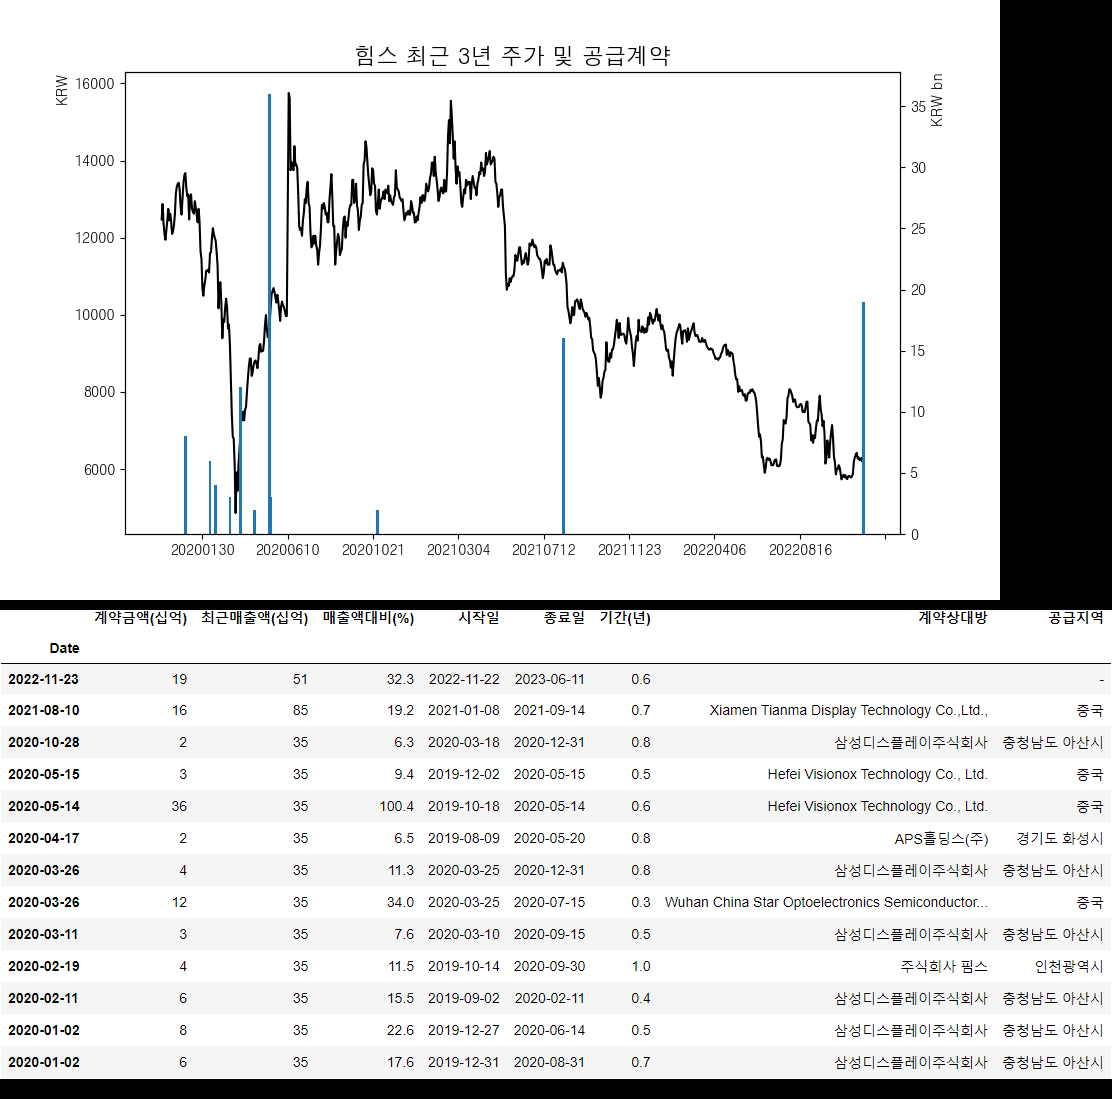 힘스 최근 3년 주가 및 공급계약
KRW
KRW bn
16000
14000
12000
10000
8000
6000
35
30
25
20
15
10
5
0
20200130 20200610 20201021 20210304 20210712 20211123 20220406 20220816
계약금액(십억) 최근매출액(십억) 매출액대비(%) 시작일 종료일 기간(년) 계약상대방 공급지역
Date
2022-11-23 19 51 32.3 2022-11-22 2023-06-11 0.6 -
2021-08-10 16 85 19.2 2021-01-08 2021-09-14 0.7 Xiamen Tianma Display Technology Co.,Ltd., 중국
2020-10-28 2 35 6.3 2020-03-18 2020-12-31 0.8 삼성디스플레이주식회사 충청남도 아산시
2020-05-15 3 35 9.4 2019-12-02 2020-05-15 0.5 Hefei Visionox Technology Co., Ltd. 중국
2020-05-14 36 35 100.4 2019-10-18 2020-05-14 0.6 Hefei Visionox Technology Co., Ltd. 중국
2020-04-17 2 35 6.5 2019-08-09 2020-05-20 0.8 APS홀딩스(주) 경기도 화성시
2020-03-26 4 35 11.3 2020-03-25 2020-12-31 0.8 삼성디스플레이주식회사 충청남도 아산시
2020-03-26 12 35 34.0 2020-03-25 2020-07-15 0.3 Wuhan China Star Optoelectronics Semiconductor... 중국
2020-03-11 3 35 7.6 2020-03-10 2020-09-15 0.5 삼성디스플레이주식회사 충청남도 아산시
2020-02-19 4 35 11.5 2019-10-14 2020-09-30 1.0 주식회사 핌스 인천광역시
2020-02-11 6 35 15.5 2019-09-02 2020-02-11 0.4 삼성디스플레이주식회사 충청남도 아산시
2020-01-02 8 35 22.6 2019-12-27 2020-06-14 0.5 삼성디스플레이주식회사 충청남도 아산시
2020-01-02 6 35 17.6 2019-12-31 2020-08-31 0.7 삼성디스플레이주식회사 충청남도 아산시